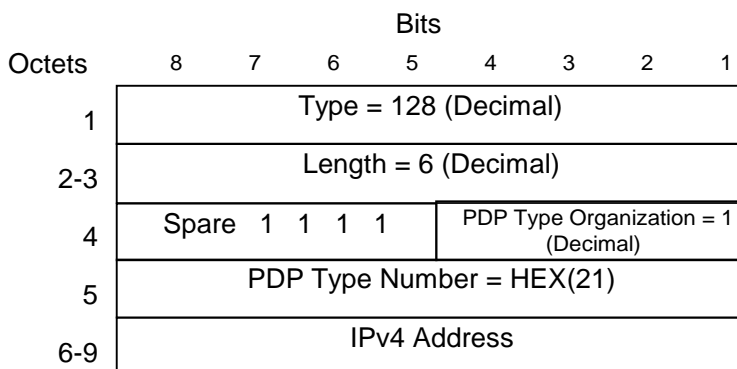 Bits
Octets 8 7 6 5 4 3 2 1
1 Type = 128 (Decimal)
2-3 Length = 6 (Decimal)
4 Spare 1 1 1 1 PDP Type Organization = 1
(Decimal)
5 PDP Type Number = HEX(21)
6-9 IPv4 Address